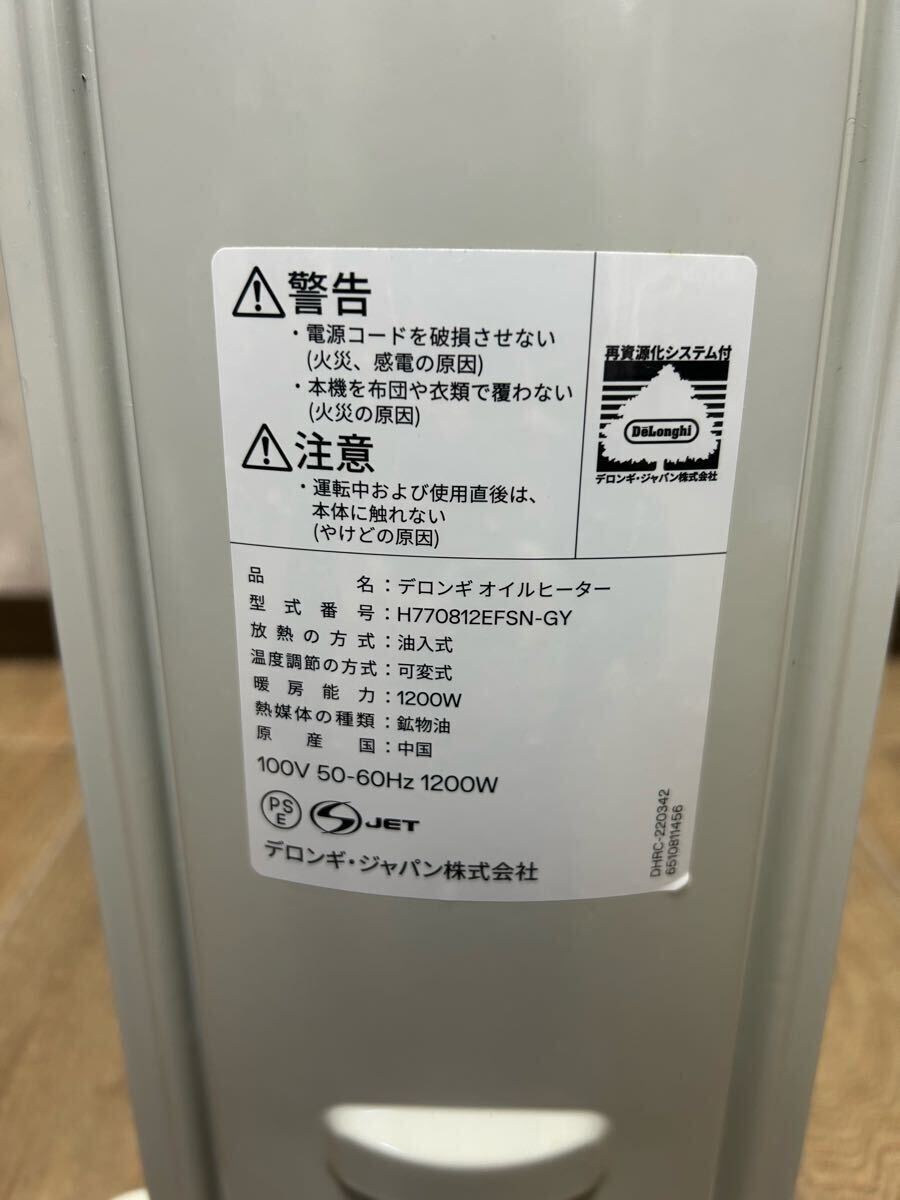 警告
・電源コードを破損させない
(火災、感電の原因)
・本機を布団や衣類で覆わない
(火災の原因)
注意
・運転中および使用直後は、
本体に触れない
(やけどの原因)
再資源化システム付
DeLonghi
デロンギ・ジャパン株式会社
品名：デロンギ オイルヒーター
型式番号：H770812EFSN-GY
放熱の方式：油入式
温度調節の方式：可変式
暖房能力：1200W
熱媒体の種類：鉱物油
原産国：中国
100V 50-60Hz 1200W
PSE JET
デロンギ・ジャパン株式会社
DHRC-220342
6510811456